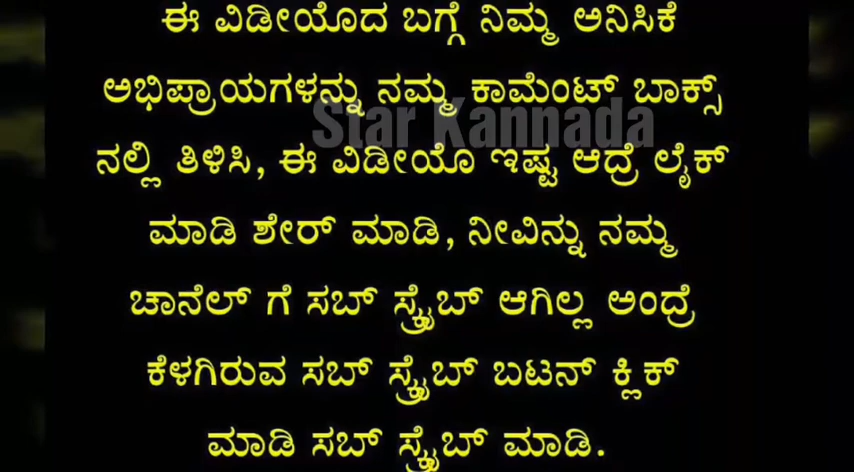 ಈ ವಿಡೀಯೊದ ಬಗ್ಗೆ ನಿಮ್ಮ ಅನಿಸಿಕೆ
ಅಭಿಪ್ರಾಯಗಳನ್ನು ನಮ್ಮ ಕಾಮೆಂಟ್ ಬಾಕ್ಸ್
Star Kannada
ನಲ್ಲಿ ತಿಳಿಸಿ, ಈ ವಿಡೀಯೊ ಇಷ್ಟ ಆದ್ರೆ ಲೈಕ್
ಮಾಡಿ ಶೇರ್ ಮಾಡಿ, ನೀವಿನ್ನು ನಮ್ಮ
ಚಾನೆಲ್ ಗೆ ಸಬ್ ಸ್ಕ್ರೈಬ್ ಆಗಿಲ್ಲ ಅಂದ್ರೆ
ಕೆಳಗಿರುವ ಸಬ್ ಸ್ಕ್ರೈಬ್ ಬಟನ್ ಕ್ಲಿಕ್
ಮಾಡಿ ಸಬ್ ಸ್ಕ್ರೈಬ್ ಮಾಡಿ.